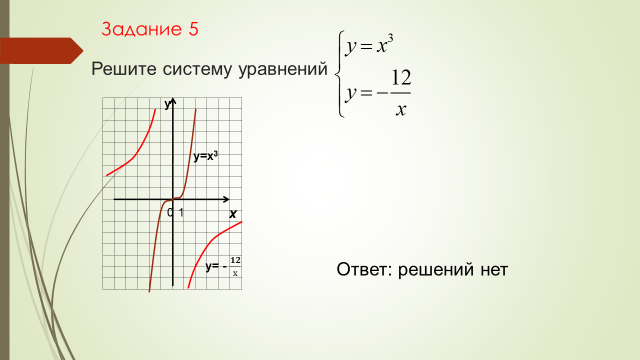 Задание 5
Решите систему уравнений
y = x³
y = −12/x
у
y=x³
0 1
x
y= - 12/x
Ответ: решений нет